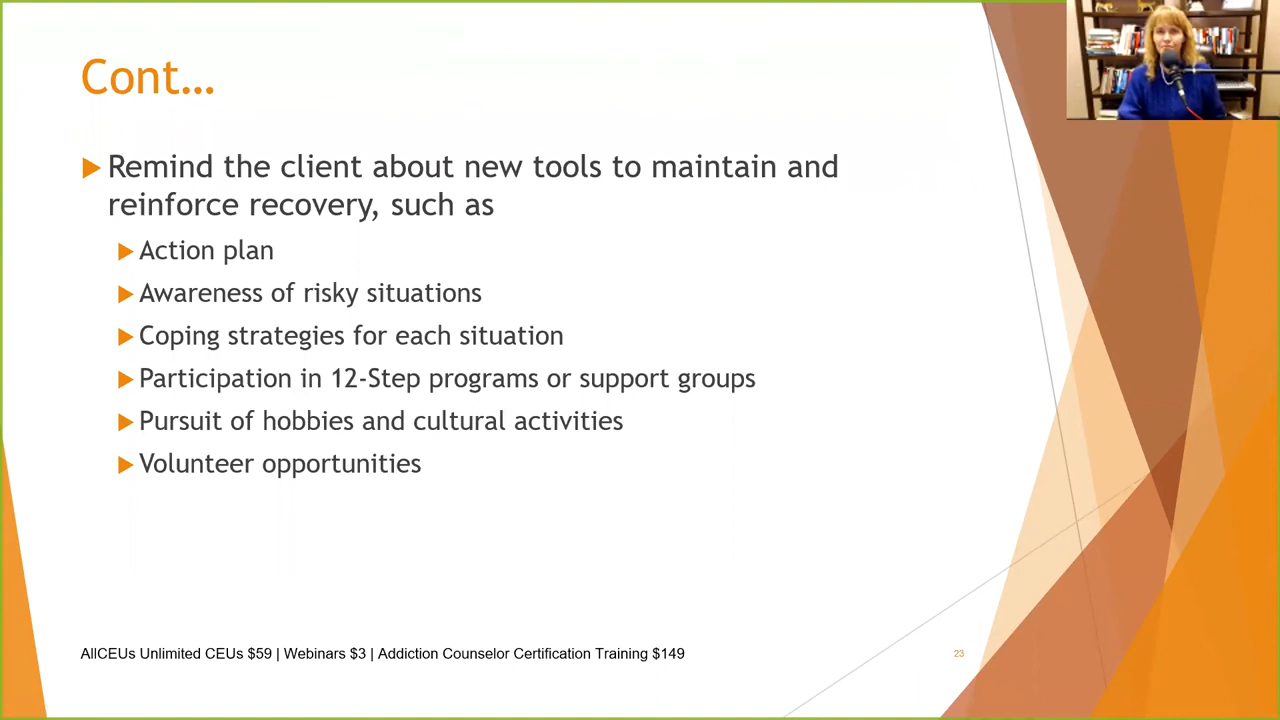 Cont…
Remind the client about new tools to maintain and
reinforce recovery, such as
Action plan
Awareness of risky situations
Coping strategies for each situation
Participation in 12-Step programs or support groups
Pursuit of hobbies and cultural activities
Volunteer opportunities
AllCEUs Unlimited CEUs $59 | Webinars $3 | Addiction Counselor Certification Training $149
23